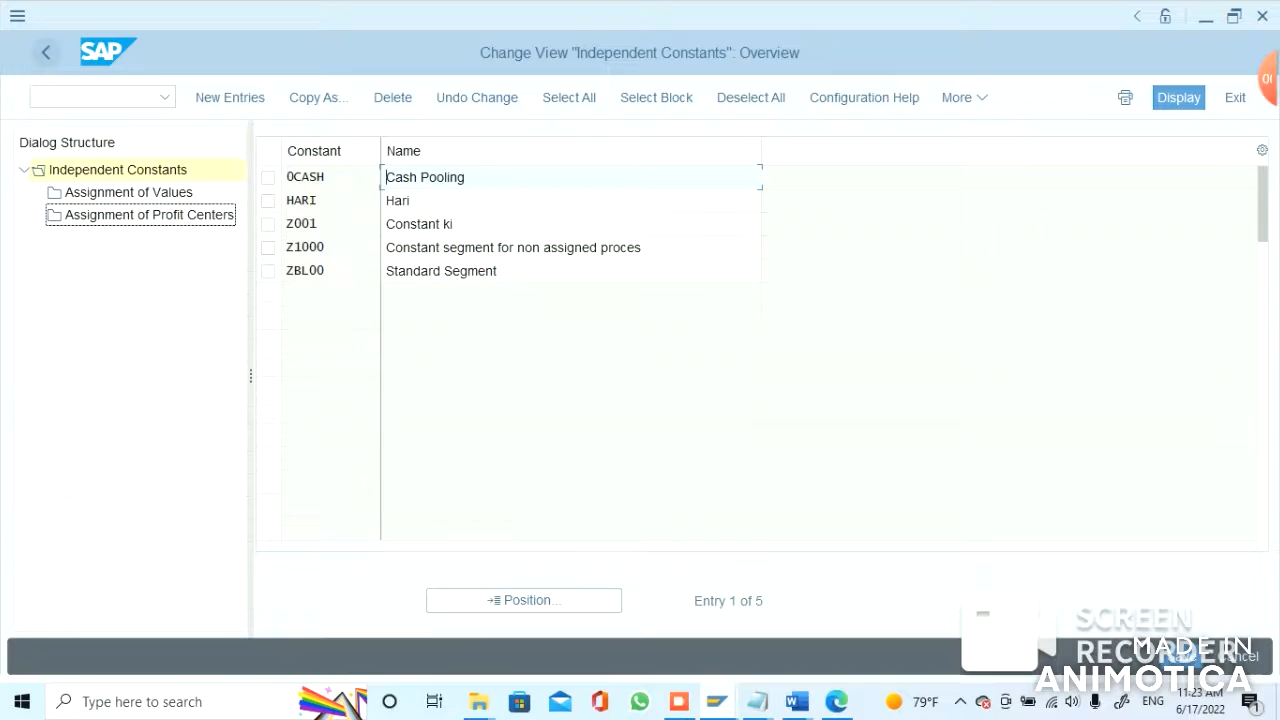 SAP
Change View "Independent Constants": Overview
New Entries Copy As... Delete Undo Change Select All Select Block Deselect All Configuration Help More Display Exit
Dialog Structure
Independent Constants
Assignment of Values
Assignment of Profit Centers
Constant Name
0CASH Cash Pooling
HARI Hari
Z001 Constant ki
Z1000 Constant segment for non assigned proces
ZBL00 Standard Segment
Position...
Entry 1 of 5
SCREEN
RECORDER
MADE IN
ANIMOTICA
Type here to search
79°F
ENG
11:23 AM
6/17/2022